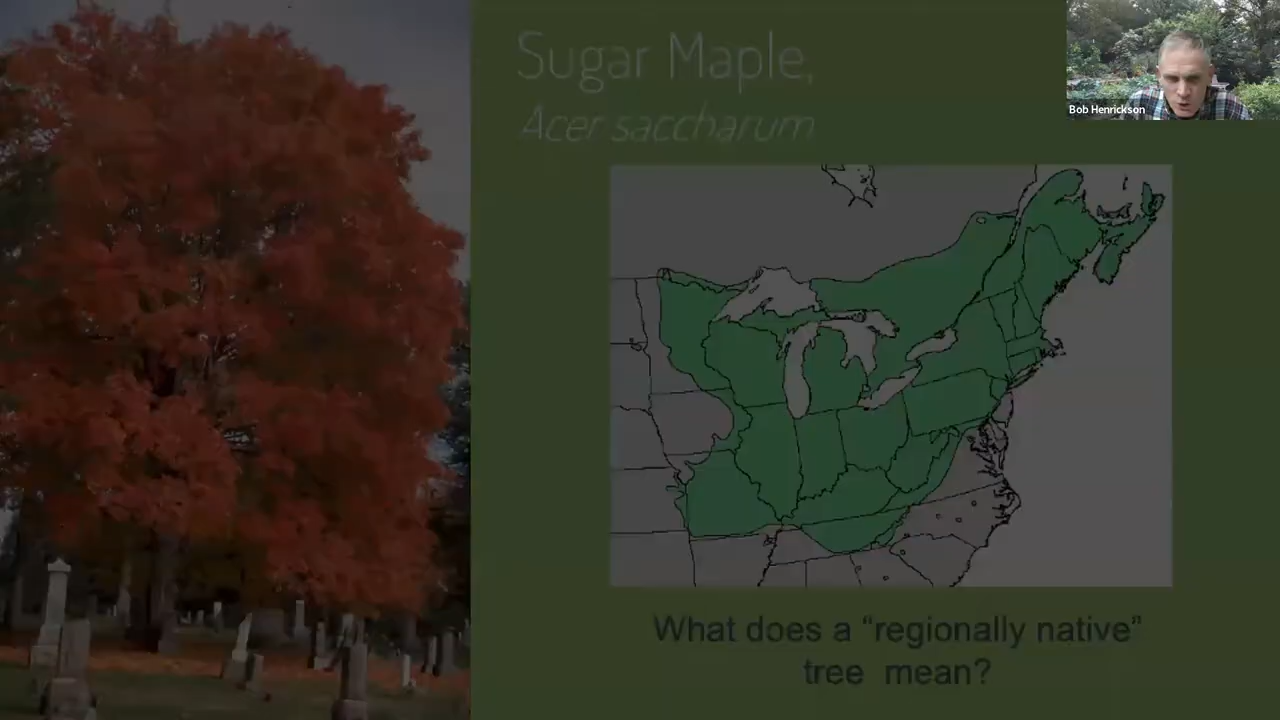 Sugar Maple,
Acer saccharum
Bob Henrickson
What does a “regionally native”
tree mean?